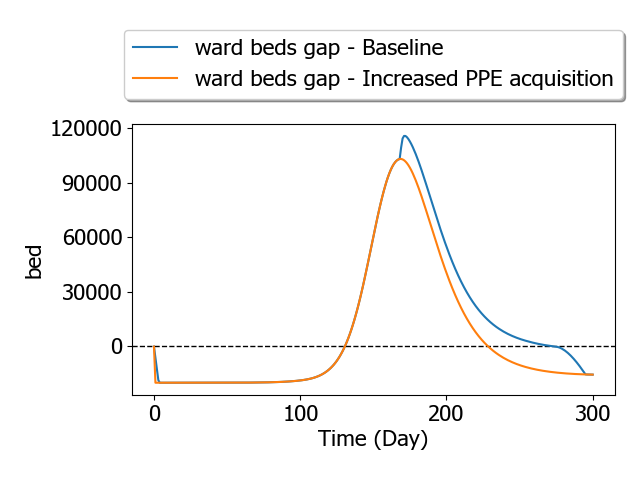 ward beds gap - Baseline
ward beds gap - Increased PPE acquisition
120000
90000
60000
30000
0
bed
0 100 200 300
Time (Day)